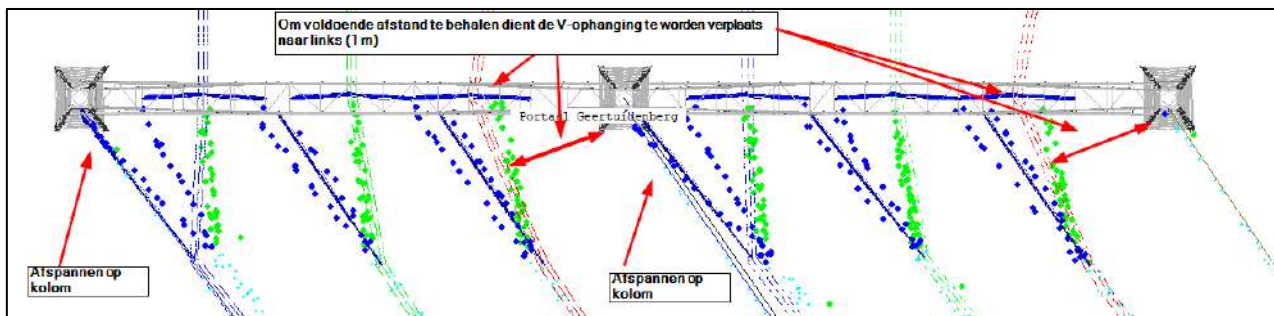 Om voldoende afstand te behalen dient de V-ophanging te worden verplaats
naar links (1 m)
Portaal Geertuidenberg
Afspannen op
kolom
Afspannen op
kolom